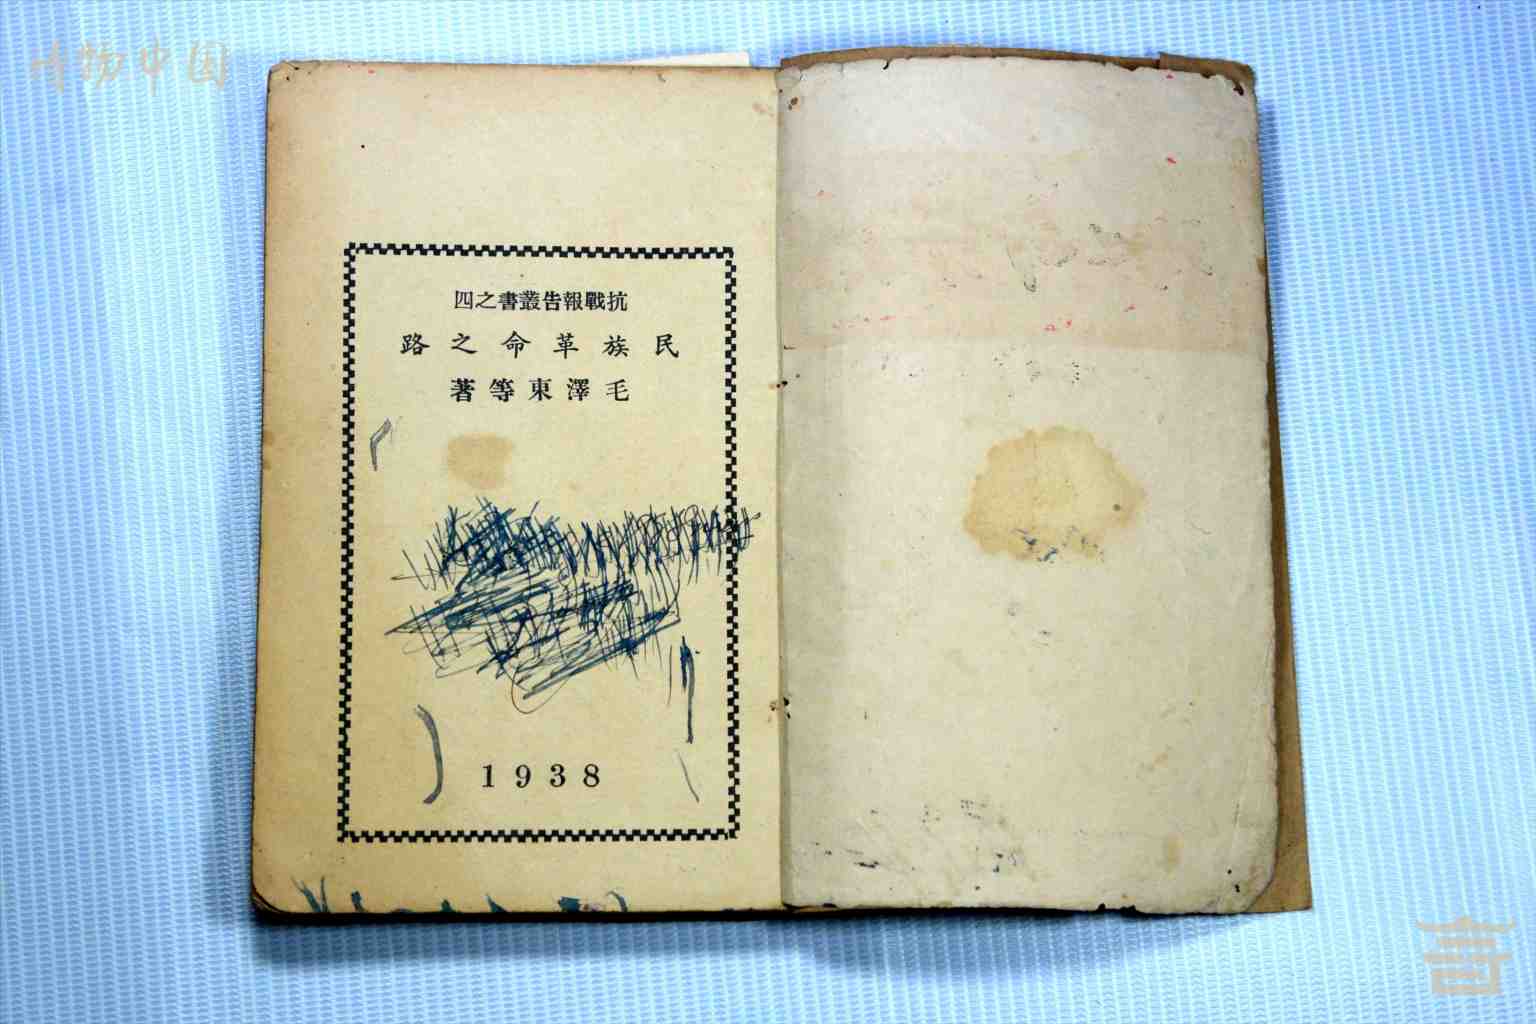 博物中国
抗戰報告叢書之四
民族革命之路
毛澤東等著
1938